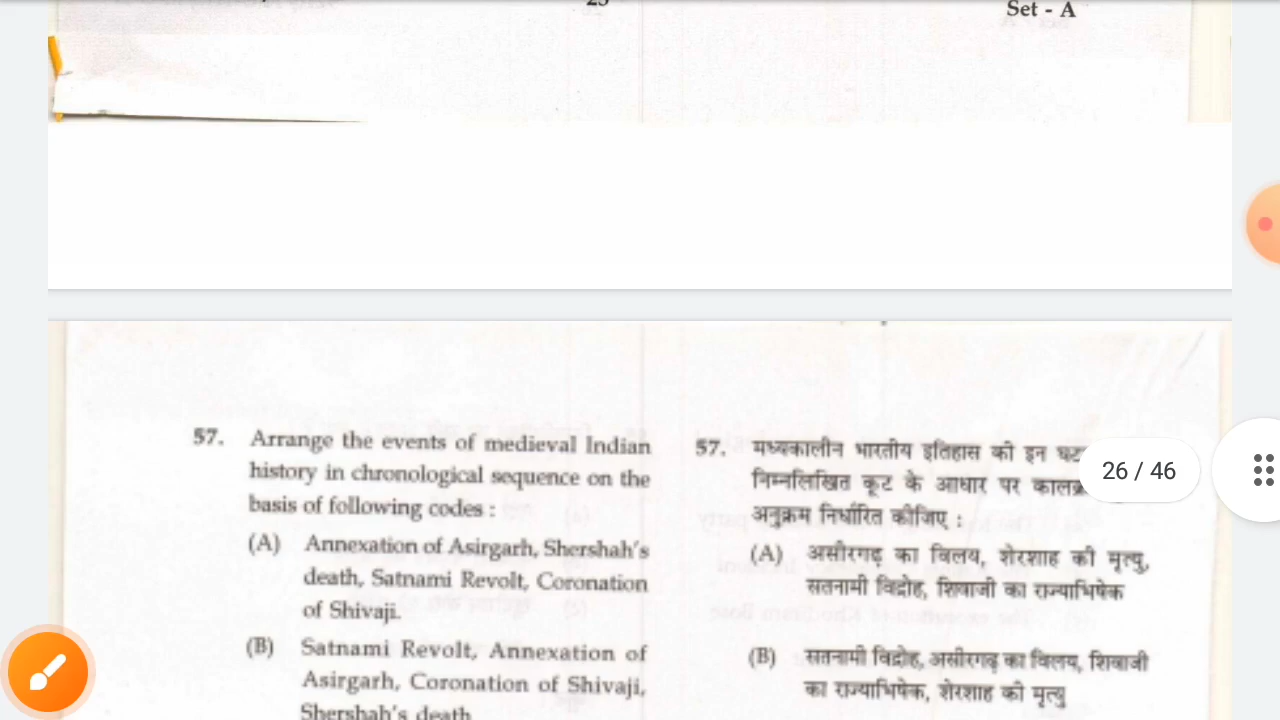 Set - A
57. Arrange the events of medieval Indian
history in chronological sequence on the
basis of following codes :
(A) Annexation of Asirgarh, Shershah's
death, Satnami Revolt, Coronation
of Shivaji.
(B) Satnami Revolt, Annexation of
Asirgarh, Coronation of Shivaji,
Shershah's death
57. मध्यकालीन भारतीय इतिहास की इन
निम्नलिखित कूट के आधार पर
अनुक्रम निर्धारित कीजिए :
(A) असीरगढ़ का विलय, शेरशाह की मृत्यु,
सतनामी विद्रोह, शिवाजी का राज्याभिषेक
(B) सतनामी विद्रोह, असीरगढ़ का विलय, शिवाजी
का राज्याभिषेक, शेरशाह की मृत्यु
26 / 46